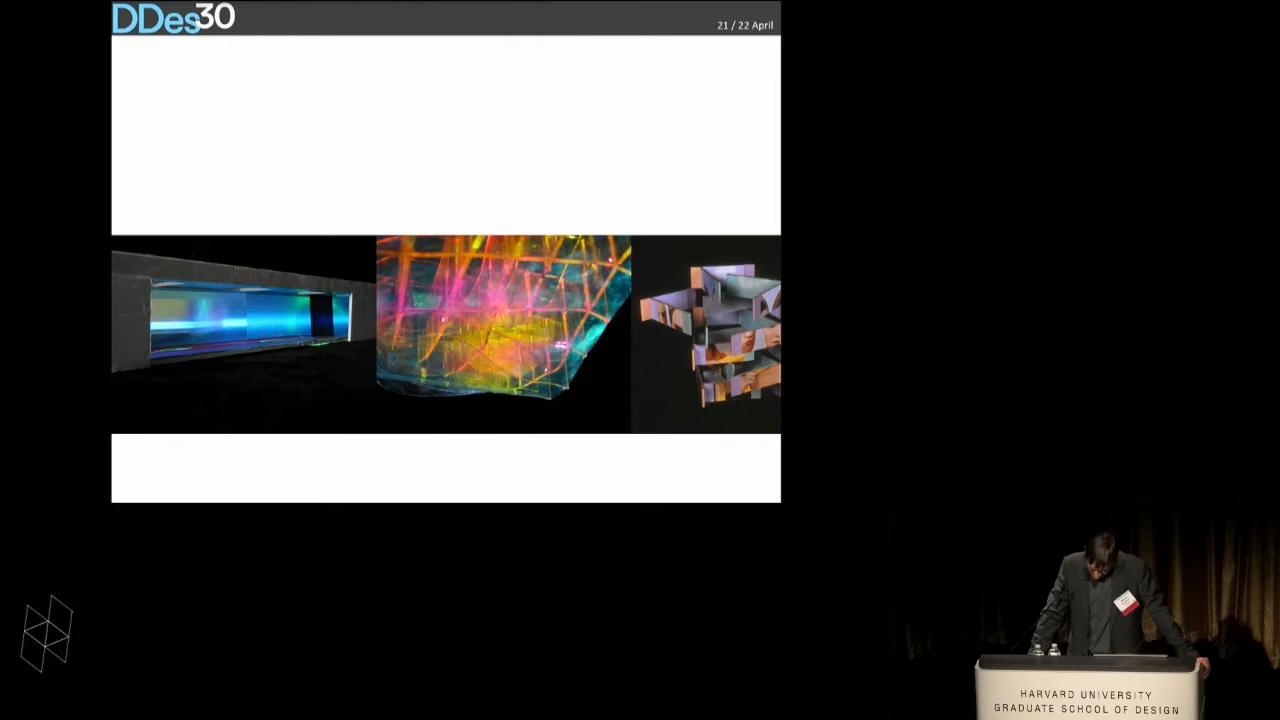 DDes30
21 / 22 April
HARVARD UNIVERSITY
GRADUATE SCHOOL OF DESIGN